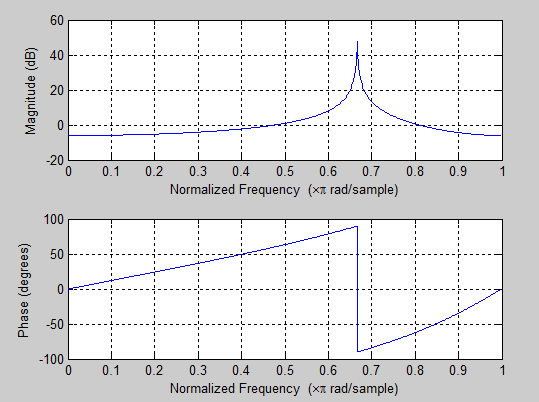 60
40
20
0
-20
Magnitude (dB)
0 0.1 0.2 0.3 0.4 0.5 0.6 0.7 0.8 0.9 1
Normalized Frequency (×π rad/sample)
100
50
0
-50
-100
Phase (degrees)
0 0.1 0.2 0.3 0.4 0.5 0.6 0.7 0.8 0.9 1
Normalized Frequency (×π rad/sample)